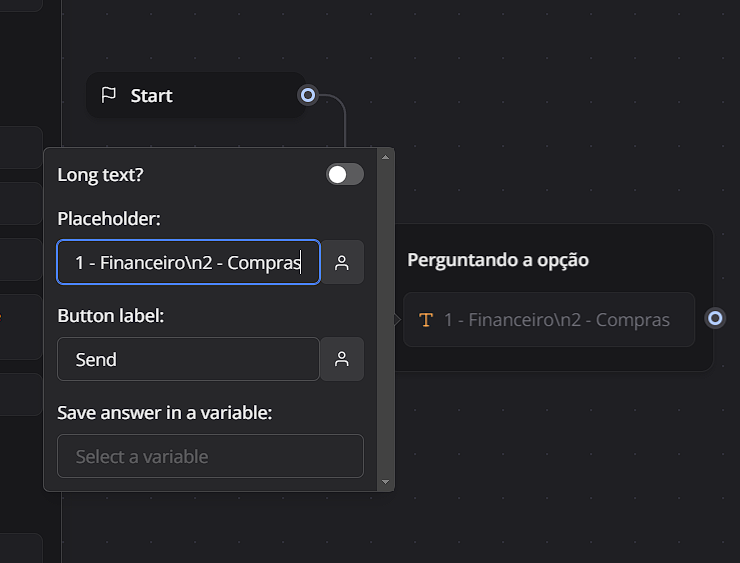 Start
Long text?
Placeholder:
1 - Financeiro\n2 - Compras
Button label:
Send
Save answer in a variable:
Select a variable
Perguntando a opção
1 - Financeiro\n2 - Compras